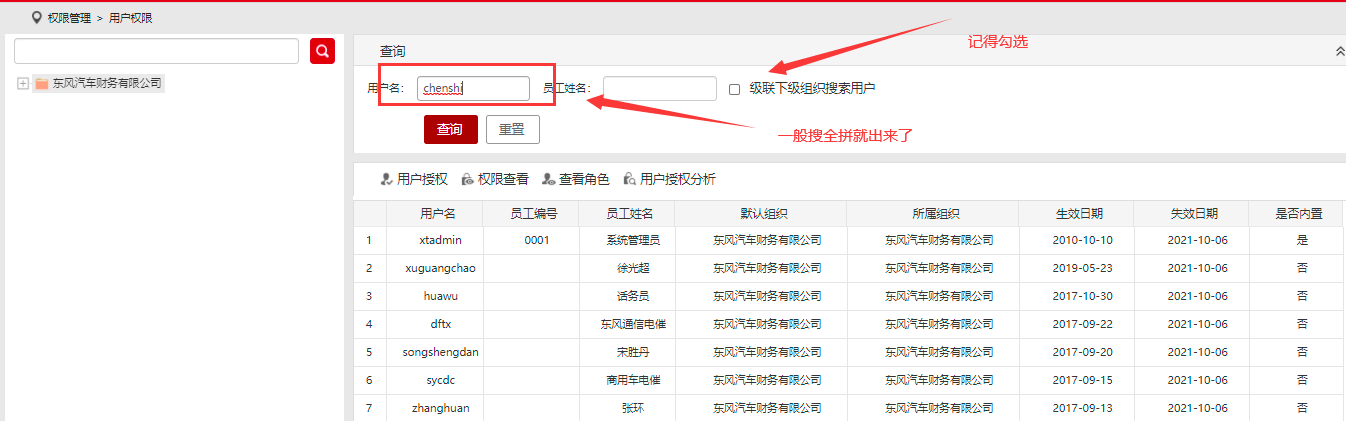 权限管理 > 用户权限
东风汽车财务有限公司
查询
用户名: chenshi 员工姓名: 级联下级组织搜索用户
记得勾选
查询 重置
一般搜全拼就出来了
用户授权 权限查看 查看角色 用户授权分析
用户名 员工编号 员工姓名 默认组织 所属组织 生效日期 失效日期 是否内置
1 xtadmin 0001 系统管理员 东风汽车财务有限公司 东风汽车财务有限公司 2010-10-10 2021-10-06 是
2 xuguangchao 徐光超 东风汽车财务有限公司 东风汽车财务有限公司 2019-05-23 2021-10-06 否
3 huawu 话务员 东风汽车财务有限公司 东风汽车财务有限公司 2017-10-30 2021-10-06 否
4 dftx 东风通信电催 东风汽车财务有限公司 东风汽车财务有限公司 2017-09-22 2021-10-06 否
5 songshengdan 宋胜丹 东风汽车财务有限公司 东风汽车财务有限公司 2017-09-20 2021-10-06 否
6 sycdc 商用车电催 东风汽车财务有限公司 东风汽车财务有限公司 2017-09-15 2021-10-06 否
7 zhanghuan 张环 东风汽车财务有限公司 东风汽车财务有限公司 2017-09-13 2021-10-06 否